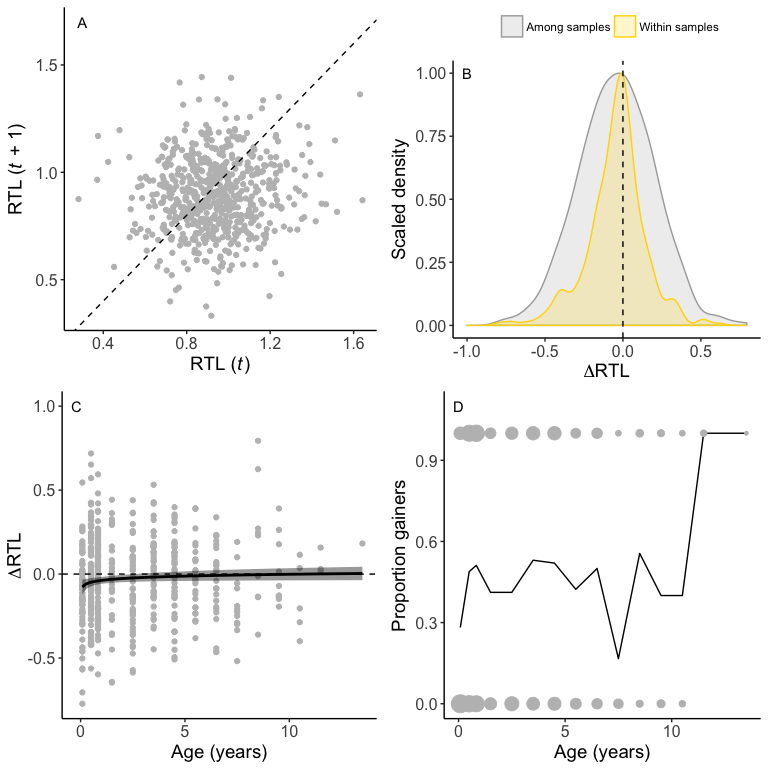 A
1.5
1.0
0.5
0.4 0.8 1.2 1.6
RTL (t)
RTL (t + 1)
Among samples Within samples
B
1.00
0.75
0.50
0.25
0.00
-1.0 -0.5 0.0 0.5
ΔRTL
Scaled density
C
1.0
0.5
0.0
-0.5
0 5 10
Age (years)
ΔRTL
D
0.9
0.6
0.3
0.0
0 5 10
Age (years)
Proportion gainers